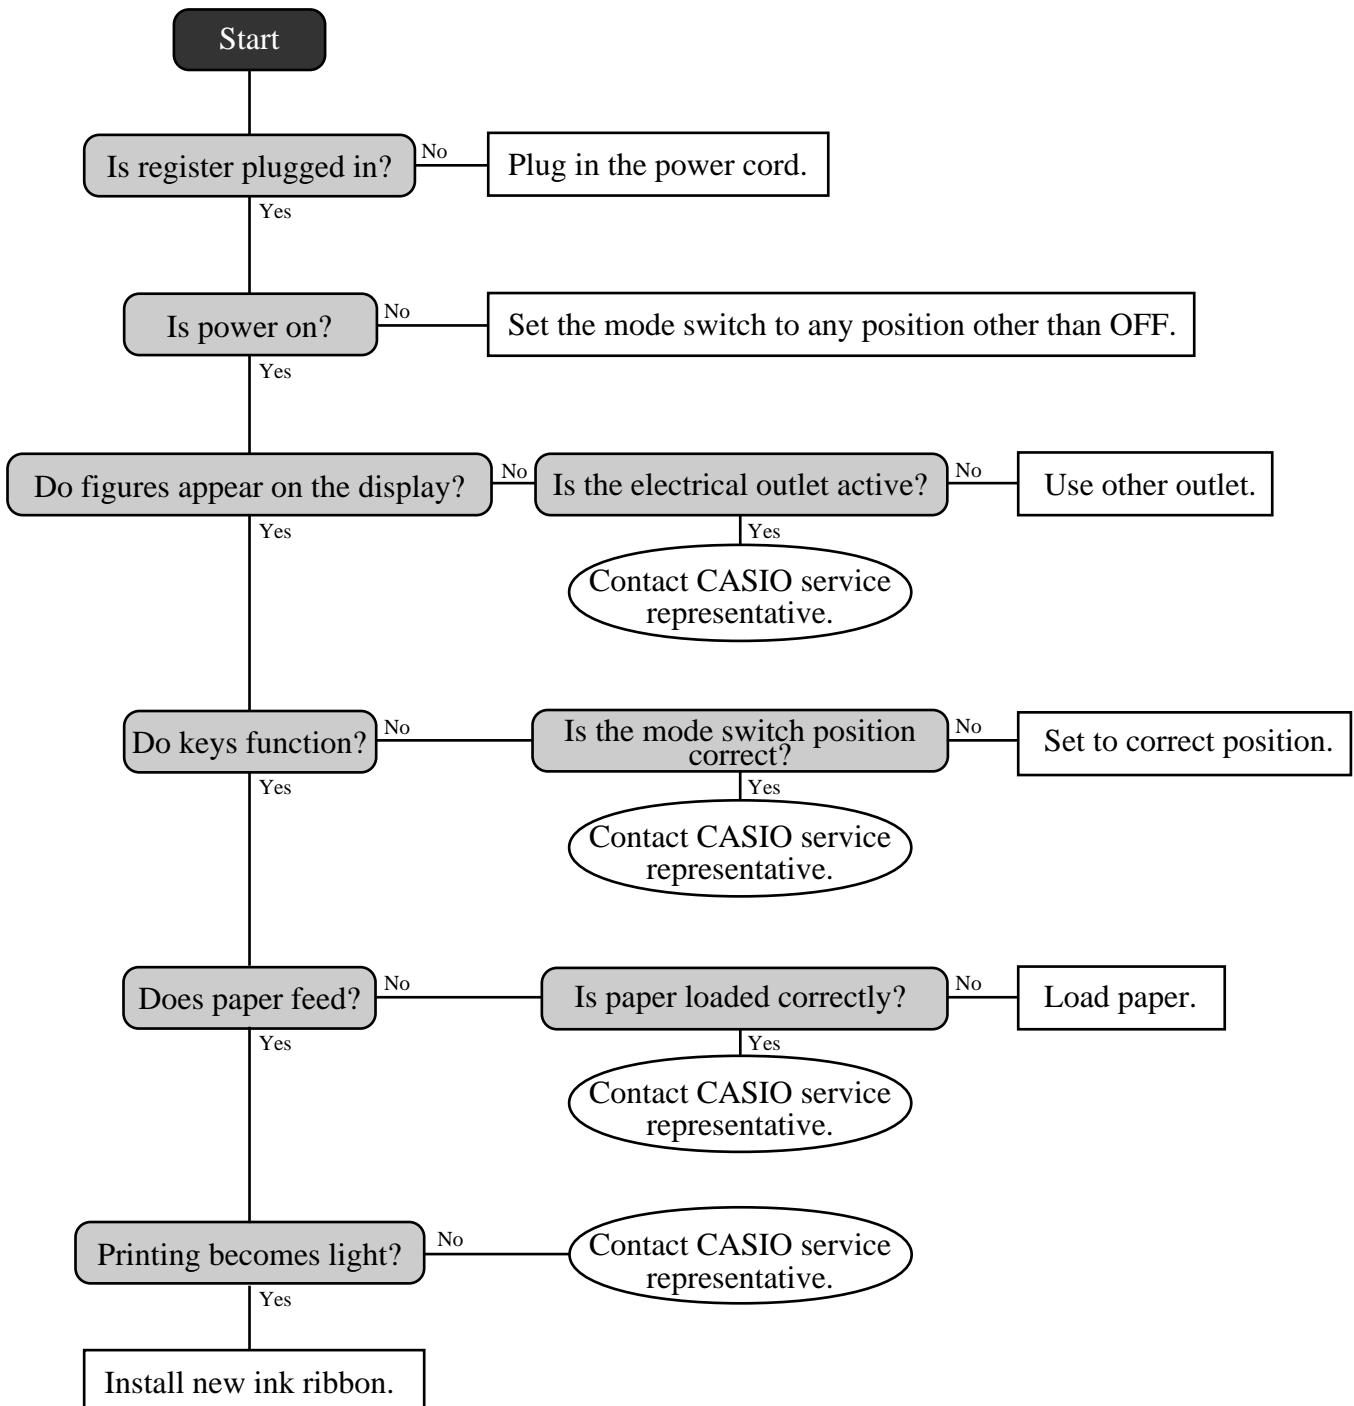 Start
Is register plugged in?
No
Plug in the power cord.
Yes
Is power on?
No
Set the mode switch to any position other than OFF.
Yes
Do figures appear on the display?
No
Is the electrical outlet active?
No
Use other outlet.
Yes
Yes
Contact CASIO service
representative.
Do keys function?
No
Is the mode switch position
correct?
No
Set to correct position.
Yes
Yes
Contact CASIO service
representative.
Does paper feed?
No
Is paper loaded correctly?
No
Load paper.
Yes
Yes
Contact CASIO service
representative.
Printing becomes light?
No
Contact CASIO service
representative.
Yes
Install new ink ribbon.